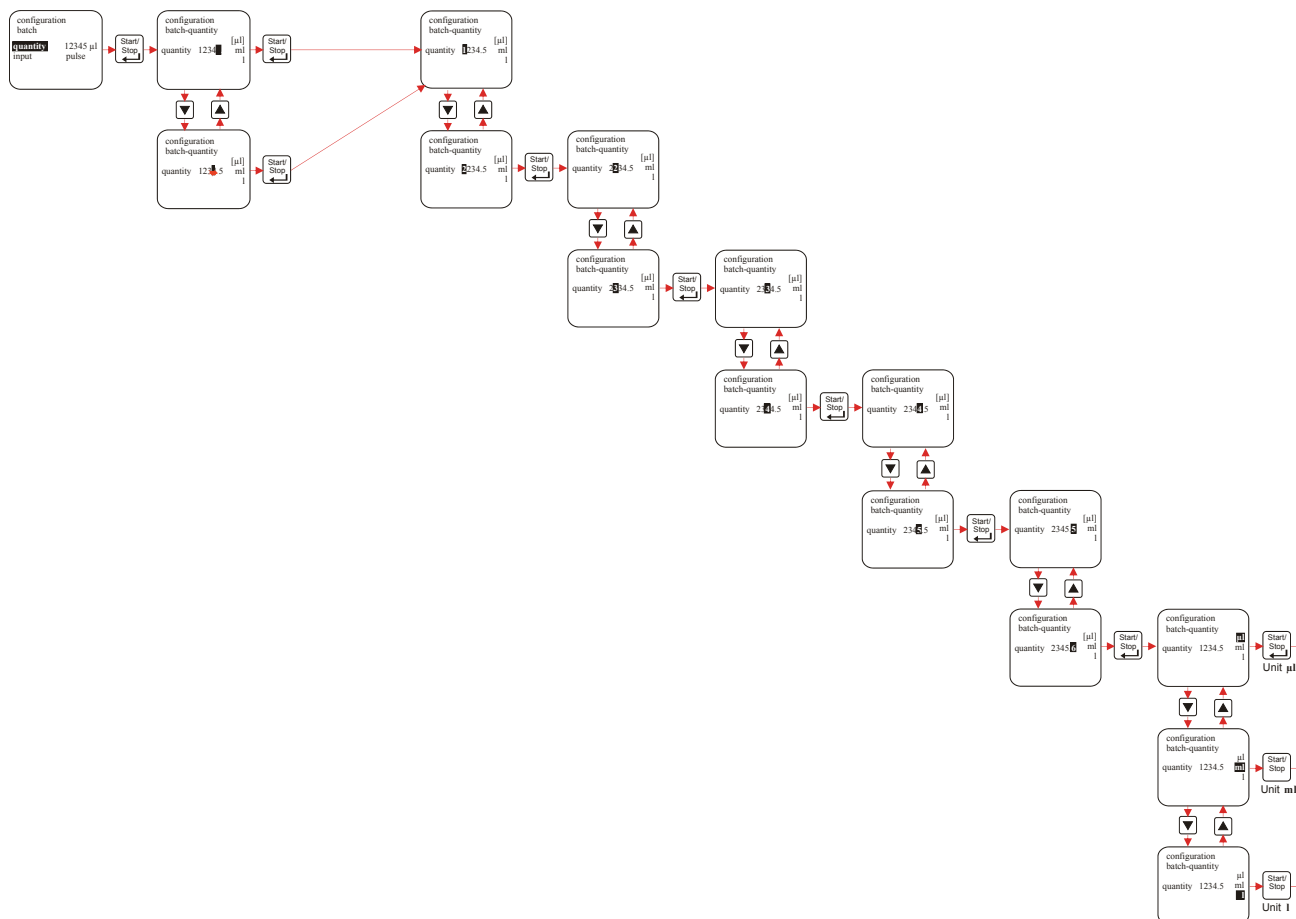 configuration
batch
quantity 12345 µl
input pulse
Start/
Stop
configuration
batch-quantity
[µl]
quantity 1234 ml
l
Start/
Stop
configuration
batch-quantity
[µl]
quantity 1234.5 ml
l
configuration
batch-quantity
[µl]
quantity 123 .5 ml
l
Start/
Stop
configuration
batch-quantity
[µl]
quantity 2234.5 ml
l
Start/
Stop
configuration
batch-quantity
[µl]
quantity 2234.5 ml
l
configuration
batch-quantity
[µl]
quantity 2334.5 ml
l
Start/
Stop
configuration
batch-quantity
[µl]
quantity 2334.5 ml
l
configuration
batch-quantity
[µl]
quantity 2344.5 ml
l
Start/
Stop
configuration
batch-quantity
[µl]
quantity 2344.5 ml
l
configuration
batch-quantity
[µl]
quantity 2345.5 ml
l
Start/
Stop
configuration
batch-quantity
[µl]
quantity 2345.5 ml
l
configuration
batch-quantity
[µl]
quantity 2345.6 ml
l
Start/
Stop
configuration
batch-quantity
µl
quantity 1234.5 ml
l
Start/
Stop
Unit µl
configuration
batch-quantity
µl
quantity 1234.5 ml
l
Start/
Stop
Unit ml
configuration
batch-quantity
µl
quantity 1234.5 ml
l
Start/
Stop
Unit l